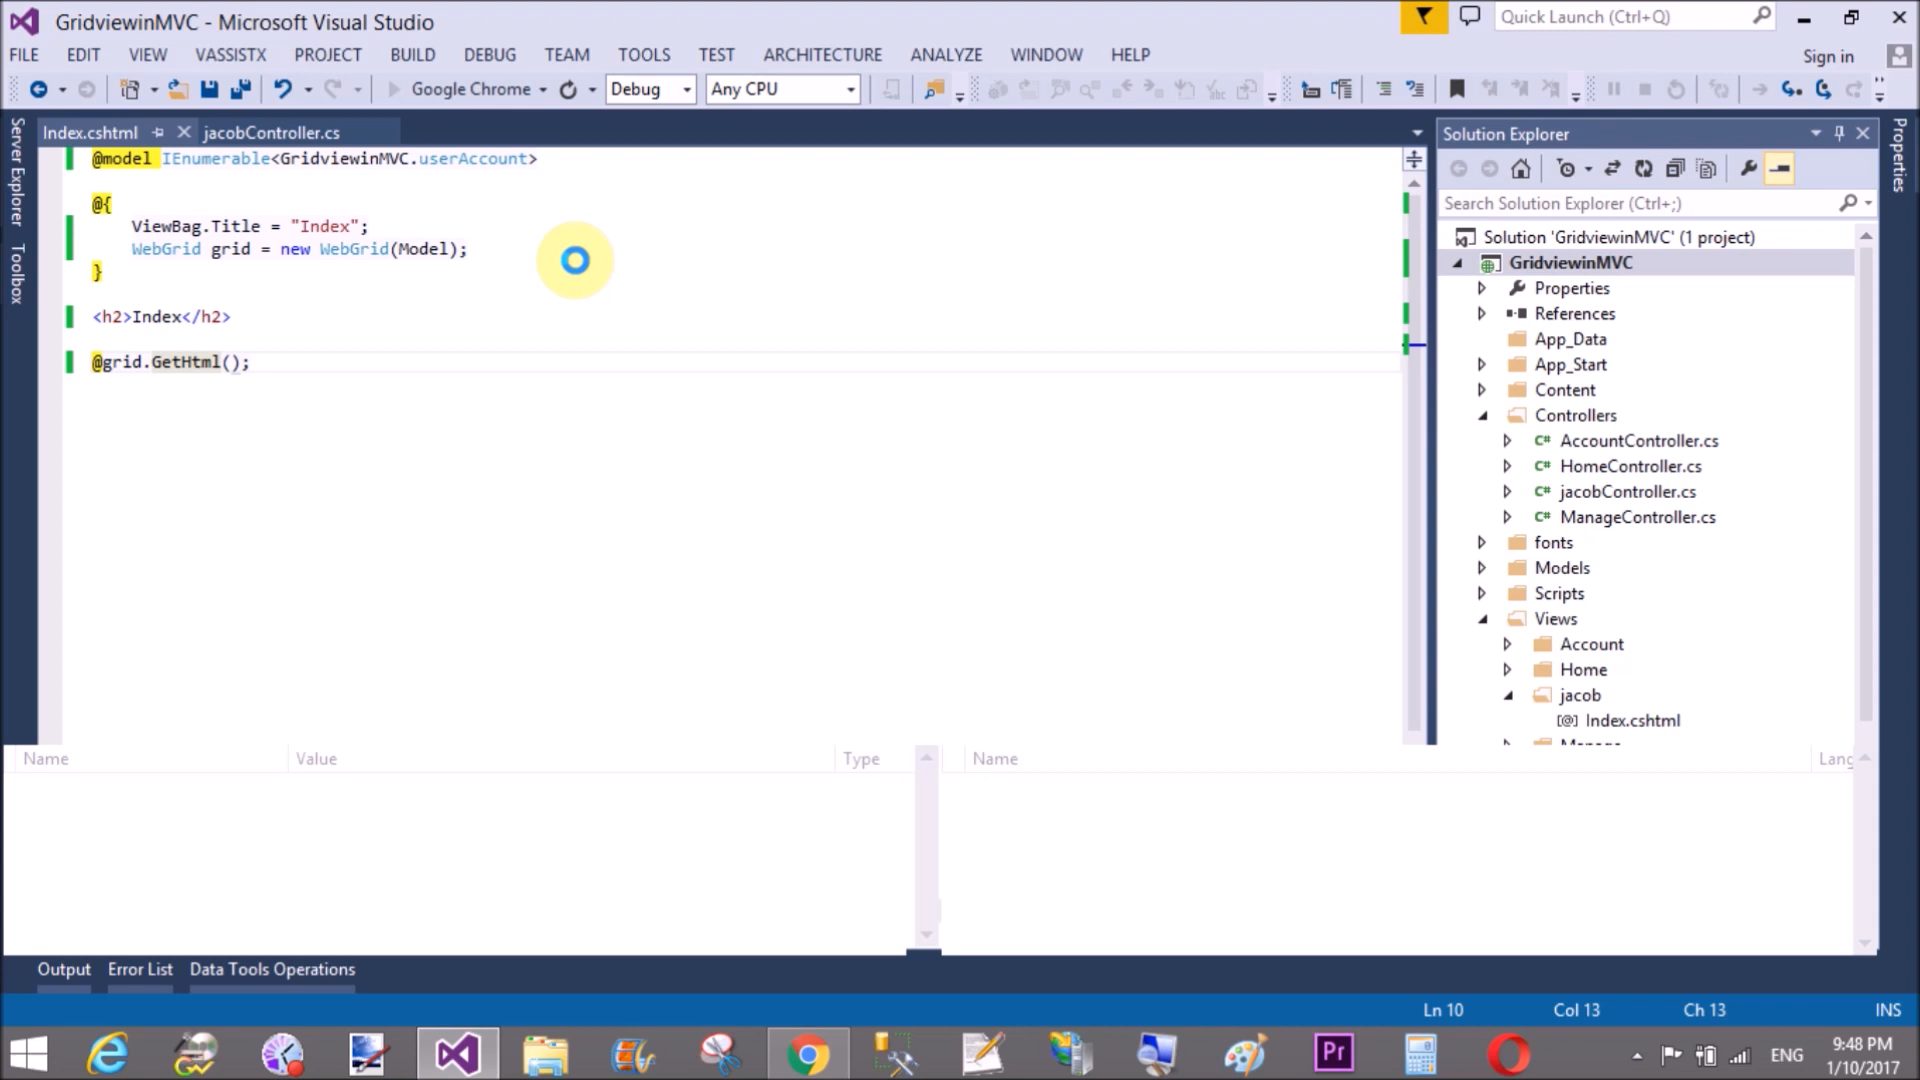 GridviewinMVC - Microsoft Visual Studio
Quick Launch (Ctrl+Q)
FILE EDIT VIEW VASSISTX PROJECT BUILD DEBUG TEAM TOOLS TEST ARCHITECTURE ANALYZE WINDOW HELP
Sign in
Google Chrome Debug Any CPU
Server Explorer
Toolbox
Index.cshtml jacobController.cs
@model IEnumerable<GridviewinMVC.userAccount>
@{
ViewBag.Title = "Index";
WebGrid grid = new WebGrid(Model);
}
<h2>Index</h2>
@grid.GetHtml();
Solution Explorer
Search Solution Explorer (Ctrl+;)
Solution 'GridviewinMVC' (1 project)
GridviewinMVC
Properties
References
App_Data
App_Start
Content
Controllers
C# AccountController.cs
C# HomeController.cs
C# jacobController.cs
C# ManageController.cs
fonts
Models
Scripts
Views
Account
Home
jacob
[@] Index.cshtml
Properties
Name Value Type
Name Lang
Output Error List Data Tools Operations
Ln 10 Col 13 Ch 13 INS
Pr
ENG
9:48 PM
1/10/2017